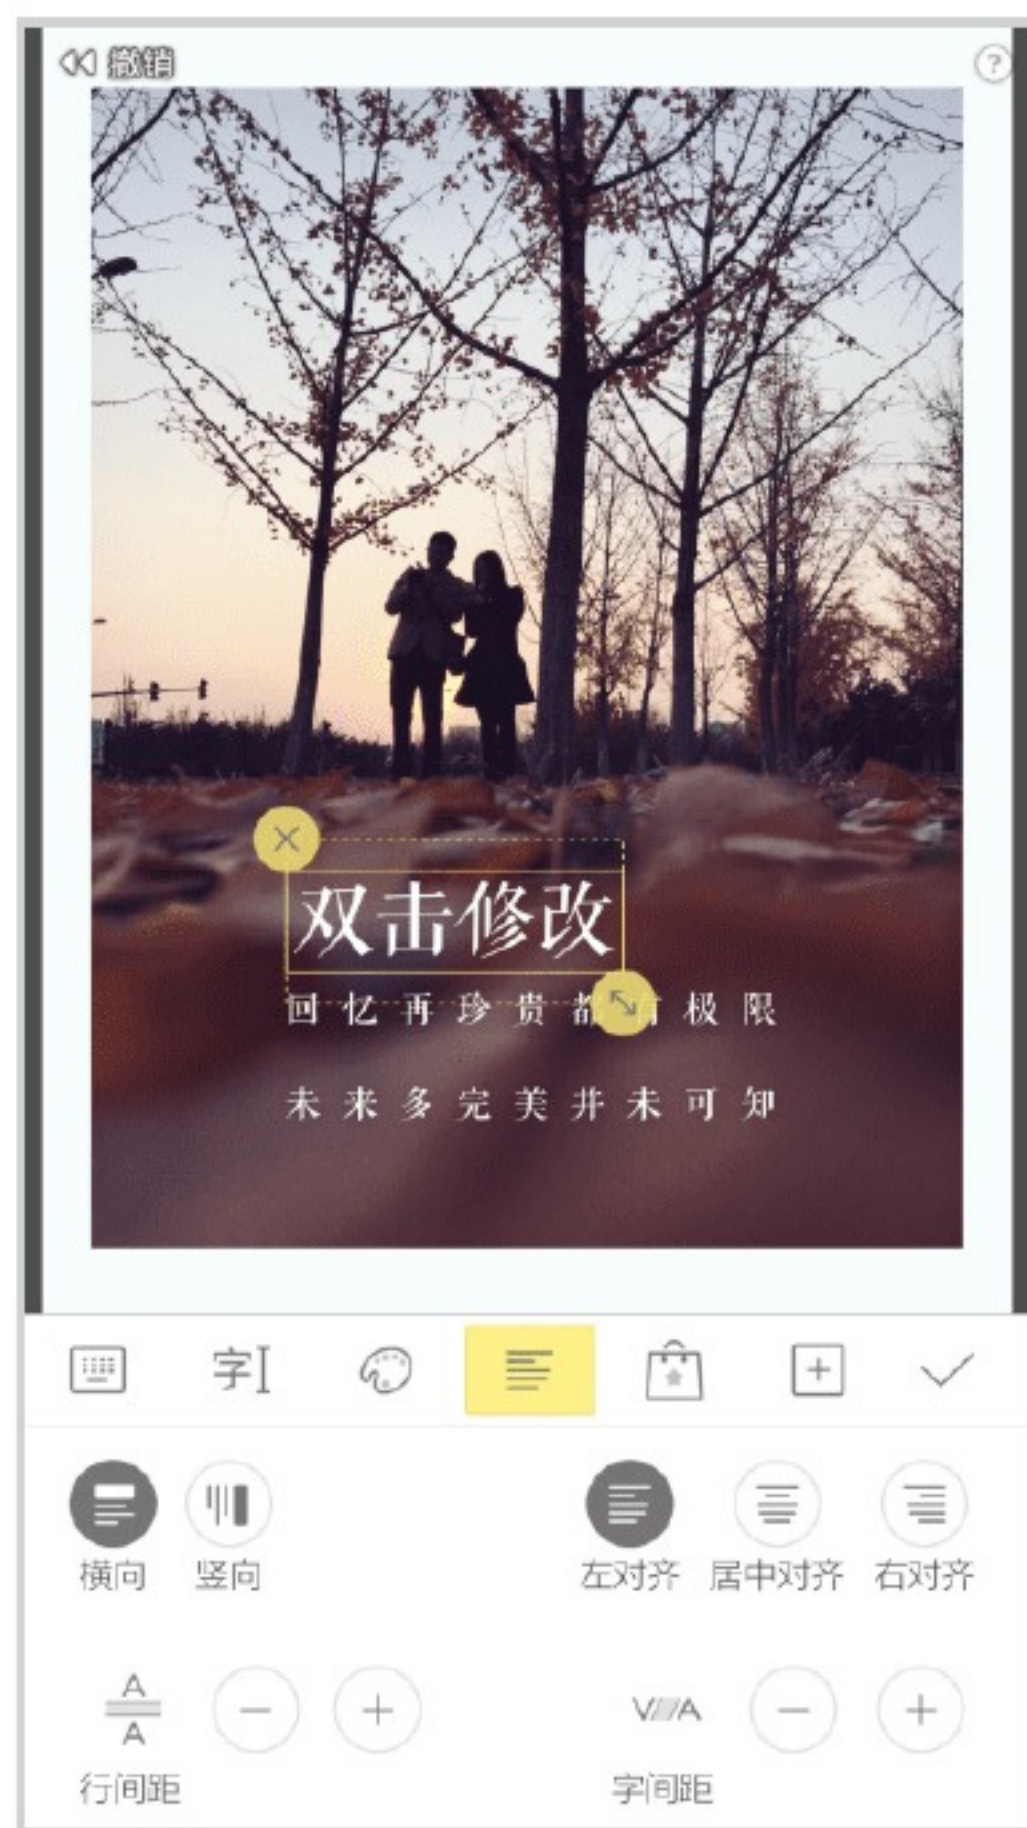 撤销
?
双击修改
回忆再珍贵都有极限
未来多完美井未可知
字
横向 竖向 左对齐 居中对齐 右对齐
A
A
V A
行间距 字间距